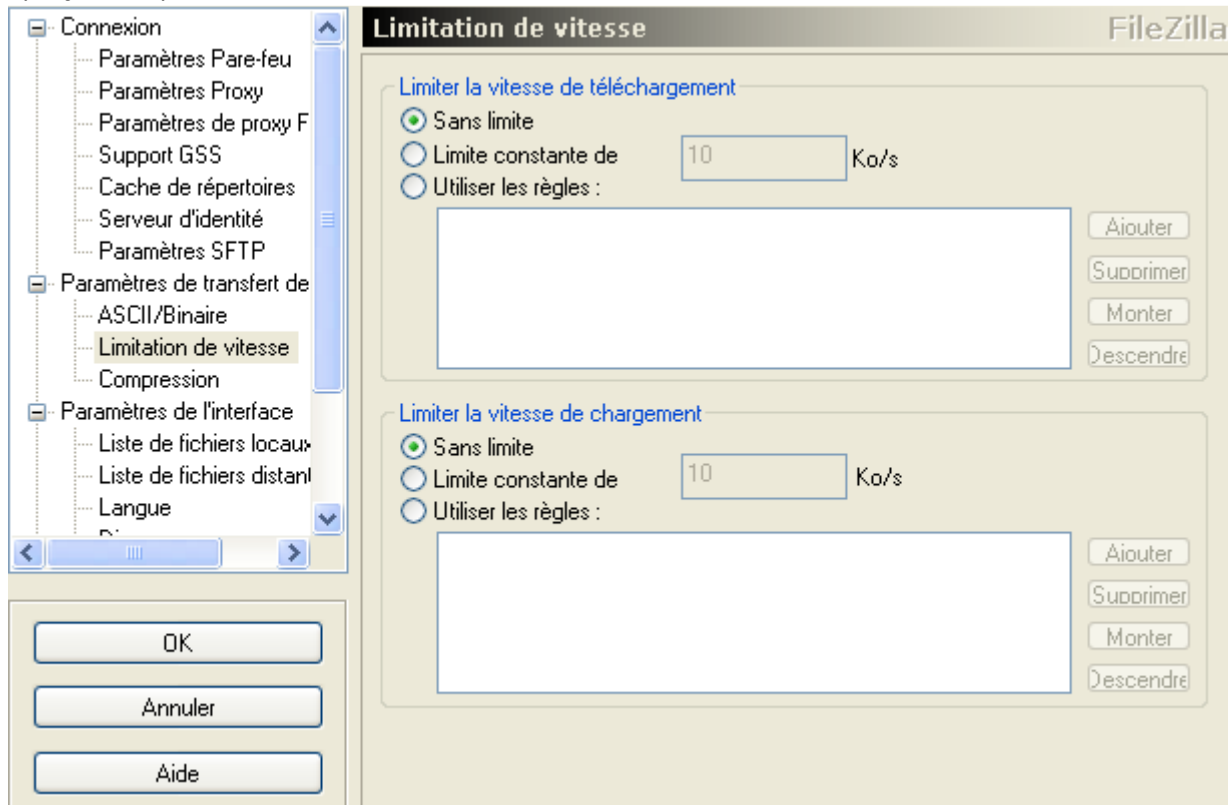 Connexion
Paramètres Pare-feu
Paramètres Proxy
Paramètres de proxy F
Support GSS
Cache de répertoires
Serveur d'identité
Paramètres SFTP
Paramètres de transfert de
ASCII/Binaire
Limitation de vitesse
Compression
Paramètres de l'interface
Liste de fichiers locaux
Liste de fichiers distant
Langue
OK
Annuler
Aide
Limitation de vitesse
FileZilla
Limiter la vitesse de téléchargement
Sans limite
Limite constante de 10 Ko/s
Utiliser les règles :
Ajouter
Supprimer
Monter
Descendre
Limiter la vitesse de chargement
Sans limite
Limite constante de 10 Ko/s
Utiliser les règles :
Ajouter
Supprimer
Monter
Descendre